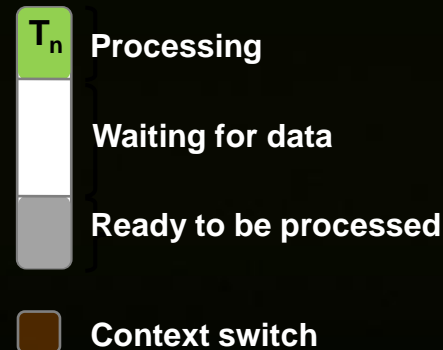 Tn
Processing
Waiting for data
Ready to be processed
Context switch